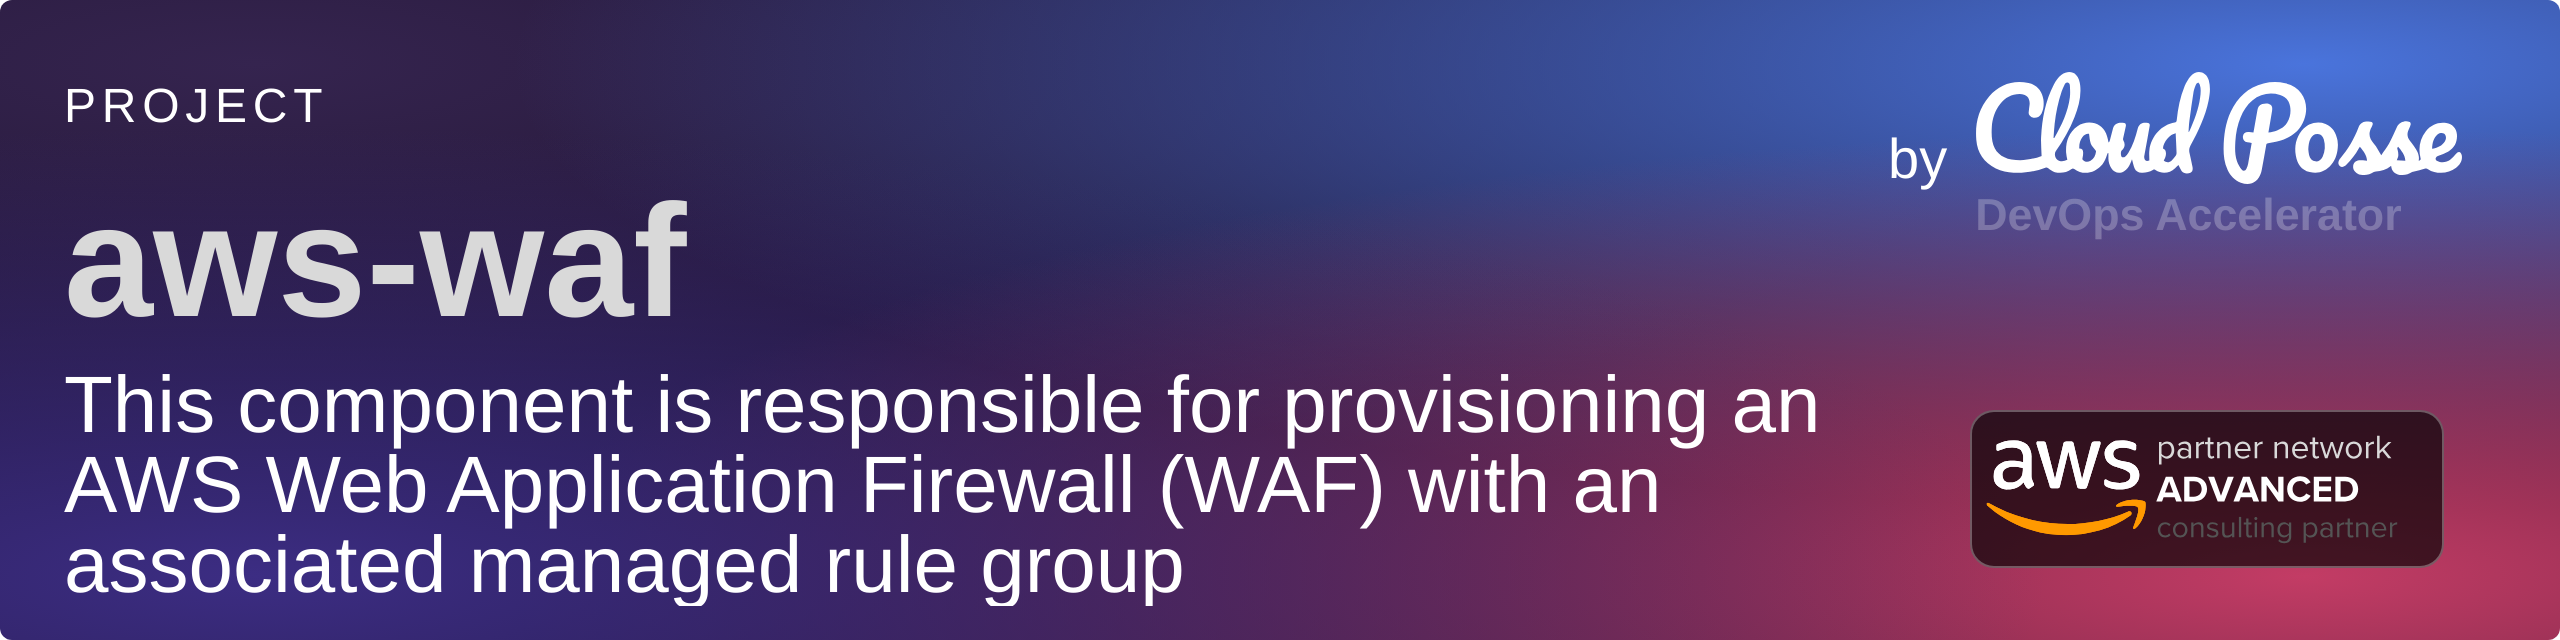 PROJECT
aws-waf
This component is responsible for provisioning an
AWS Web Application Firewall (WAF) with an
associated managed rule group
by Cloud Posse
DevOps Accelerator
aws partner network
ADVANCED
consulting partner